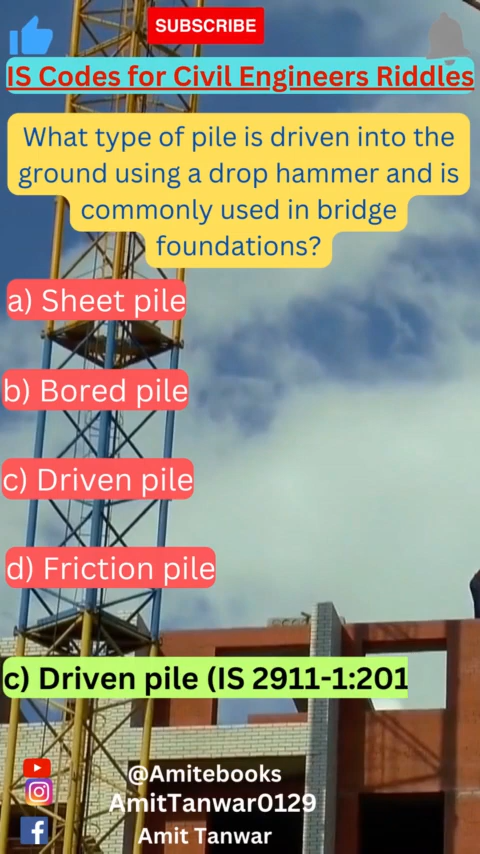 SUBSCRIBE
IS Codes for Civil Engineers Riddles
What type of pile is driven into the
ground using a drop hammer and is
commonly used in bridge
foundations?
a) Sheet pile
b) Bored pile
c) Driven pile
d) Friction pile
c) Driven pile (IS 2911-1:201
@Amitebooks
AmitTanwar0129
Amit Tanwar